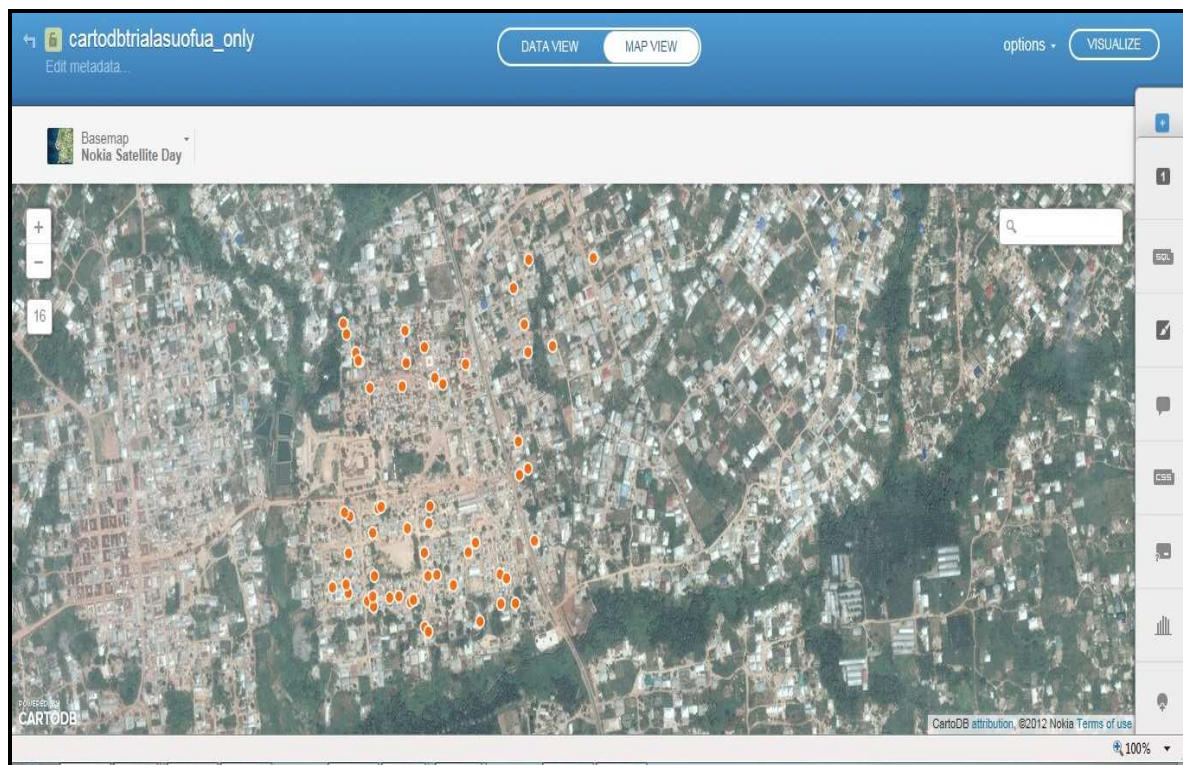 cartodbtrialasuofua_only
Edit metadata...
DATA VIEW
MAP VIEW
options
VISUALIZE
Basemap
Nokia Satellite Day
+
−
16
+
1
SQL
CSS
POWERED BY
CARTODB
CartoDB attribution, ©2012 Nokia Terms of use
100%